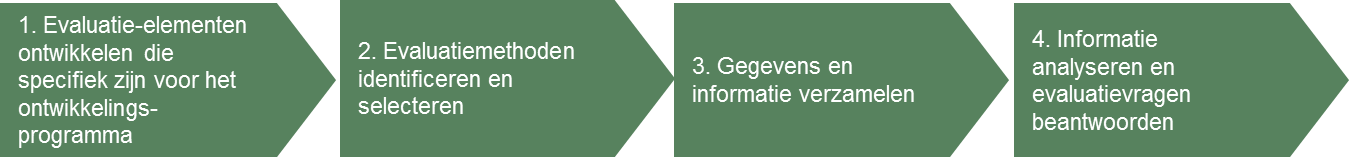 1. Evaluatie-elementen
ontwikkelen die
specifiek zijn voor het
ontwikkelings-
programma
2. Evaluatiemethoden
identificeren en
selecteren
3. Gegevens en
informatie verzamelen
4. Informatie
analyseren en
evaluatievragen
beantwoorden